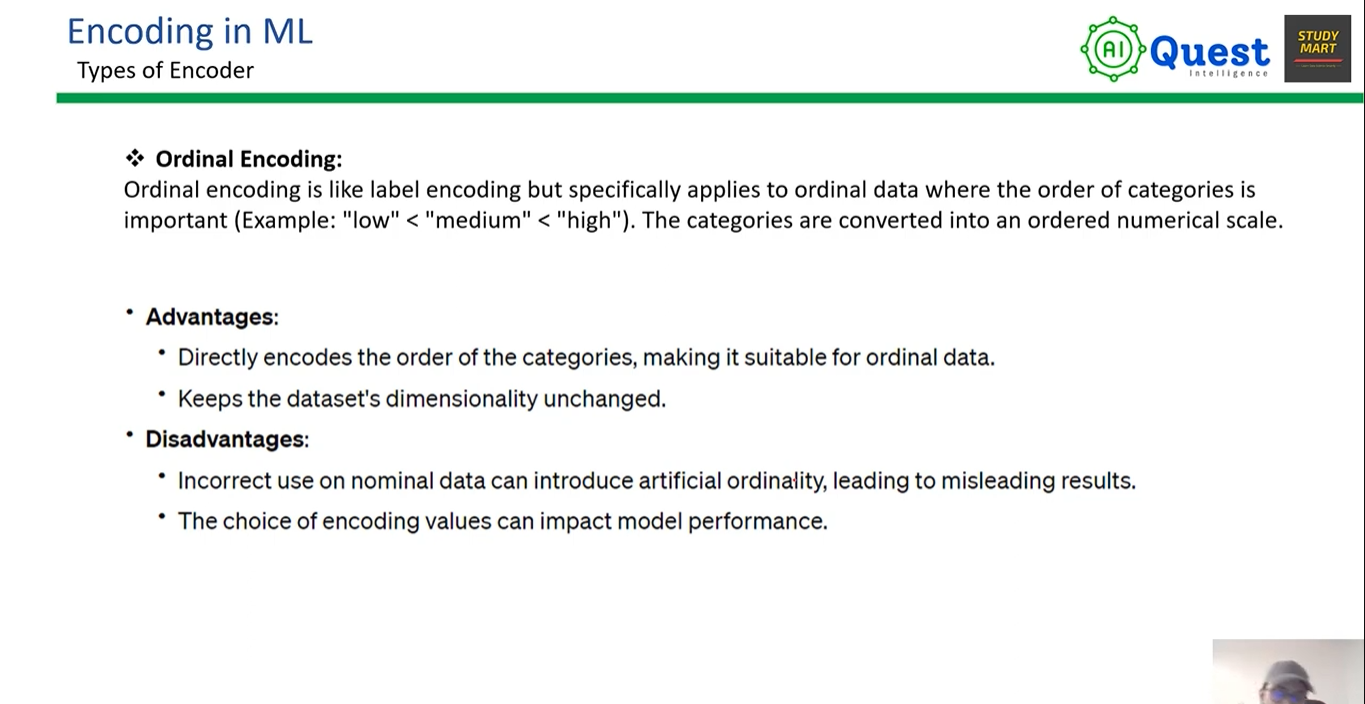 Encoding in ML
Types of Encoder
AI Quest
Intelligence
STUDY
MART
❖ Ordinal Encoding:
Ordinal encoding is like label encoding but specifically applies to ordinal data where the order of categories is
important (Example: "low" < "medium" < "high"). The categories are converted into an ordered numerical scale.
• Advantages:
• Directly encodes the order of the categories, making it suitable for ordinal data.
• Keeps the dataset's dimensionality unchanged.
• Disadvantages:
• Incorrect use on nominal data can introduce artificial ordinality, leading to misleading results.
• The choice of encoding values can impact model performance.